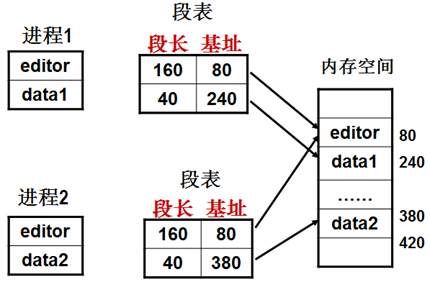 进程1
editor
data1
段表
段长 基址
160 80
40 240
内存空间
editor 80
data1 240
......
data2 380
420
进程2
editor
data2
段表
段长 基址
160 80
40 380